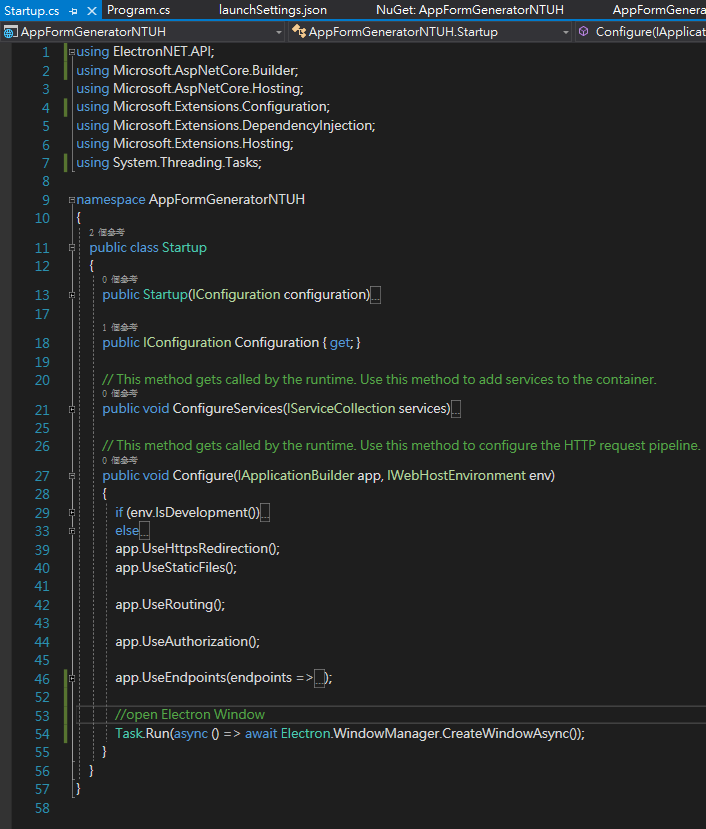 Startup.cs Program.cs launchSettings.json NuGet: AppFormGeneratorNTUH AppFormGenera
AppFormGeneratorNTUH AppFormGeneratorNTUH.Startup Configure(IApplicat
1 using ElectronNET.API;
2 using Microsoft.AspNetCore.Builder;
3 using Microsoft.AspNetCore.Hosting;
4 using Microsoft.Extensions.Configuration;
5 using Microsoft.Extensions.DependencyInjection;
6 using Microsoft.Extensions.Hosting;
7 using System.Threading.Tasks;
8
9 namespace AppFormGeneratorNTUH
10 {
2 個參考
11 public class Startup
12 {
0 個參考
13 public Startup(IConfiguration configuration)...
17
1 個參考
18 public IConfiguration Configuration { get; }
19
20 // This method gets called by the runtime. Use this method to add services to the container.
0 個參考
21 public void ConfigureServices(IServiceCollection services)...
25
26 // This method gets called by the runtime. Use this method to configure the HTTP request pipeline.
0 個參考
27 public void Configure(IApplicationBuilder app, IWebHostEnvironment env)
28 {
29 if (env.IsDevelopment())...
33 else...
39 app.UseHttpsRedirection();
40 app.UseStaticFiles();
41
42 app.UseRouting();
43
44 app.UseAuthorization();
45
46 app.UseEndpoints(endpoints =>...);
52
53 //open Electron Window
54 Task.Run(async () => await Electron.WindowManager.CreateWindowAsync());
55 }
56 }
57 }
58